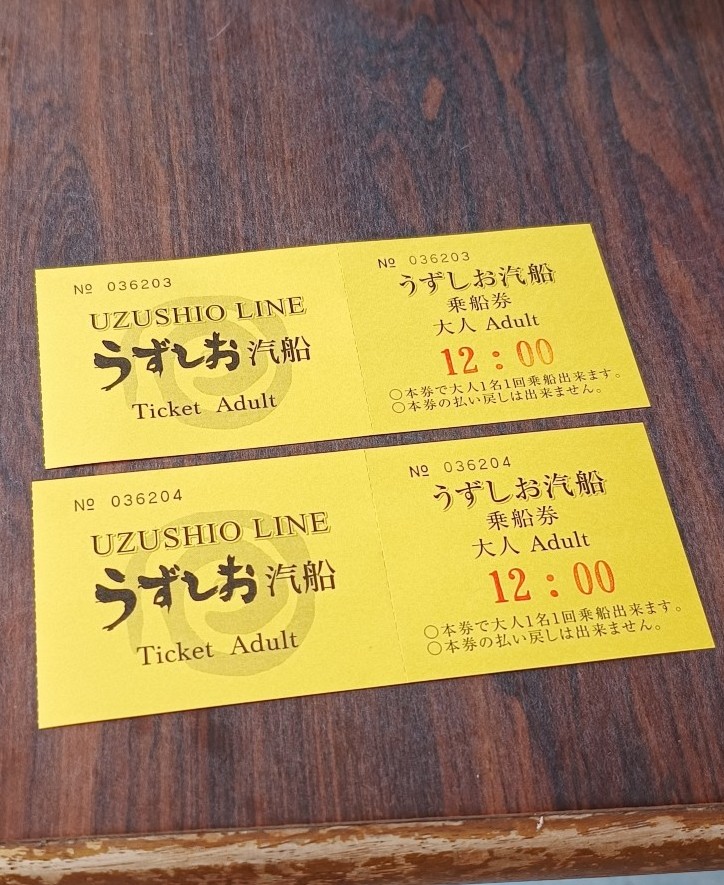 № 036203
UZUSHIO LINE
うずしお汽船
Ticket Adult
№ 036203
うずしお汽船
乗船券
大人 Adult
12:00
○本券で大人1名1回乗船出来ます。
○本券の払い戻しは出来ません。
№ 036204
UZUSHIO LINE
うずしお汽船
Ticket Adult
№ 036204
うずしお汽船
乗船券
大人 Adult
12:00
○本券で大人1名1回乗船出来ます。
○本券の払い戻しは出来ません。